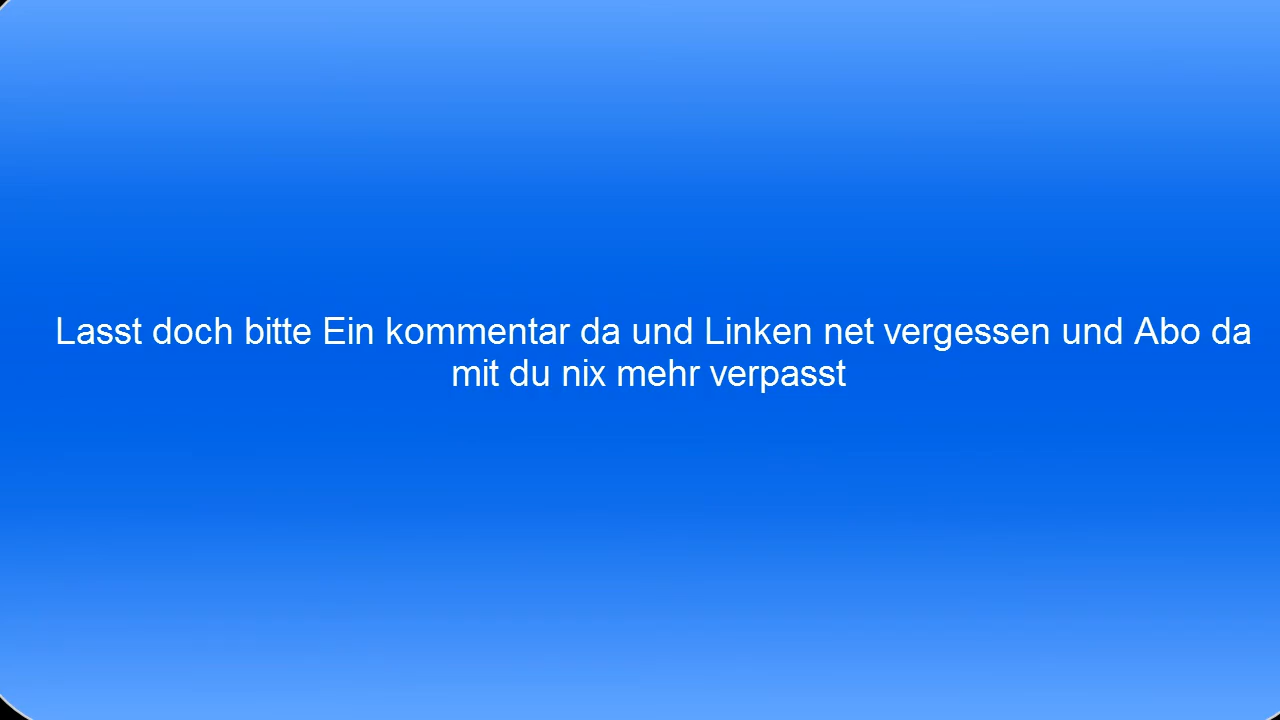 Lasst doch bitte Ein kommentar da und Linken net vergessen und Abo da
mit du nix mehr verpasst